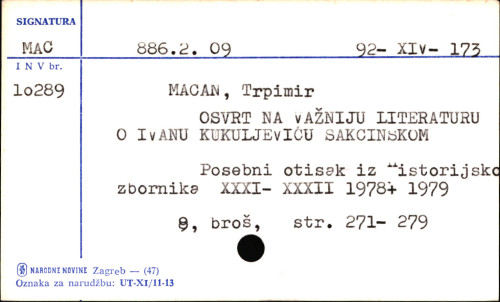 SIGNATURA
MAC 886.2. 09 92- XIV- 173
I N V br.
lo289
MACAN, Trpimir
OSVRT NA VAŽNIJU LITERATURU
O IVANU KUKULJEVIĆU SAKCINSKOM
Posebni otisak iz Historijsko
zbornika XXXI- XXXII 1978+ 1979
8, broš, str. 271- 279
NARODNE NOVINE Zagreb — (47)
Oznaka za narudžbu: UT-XI/11-13